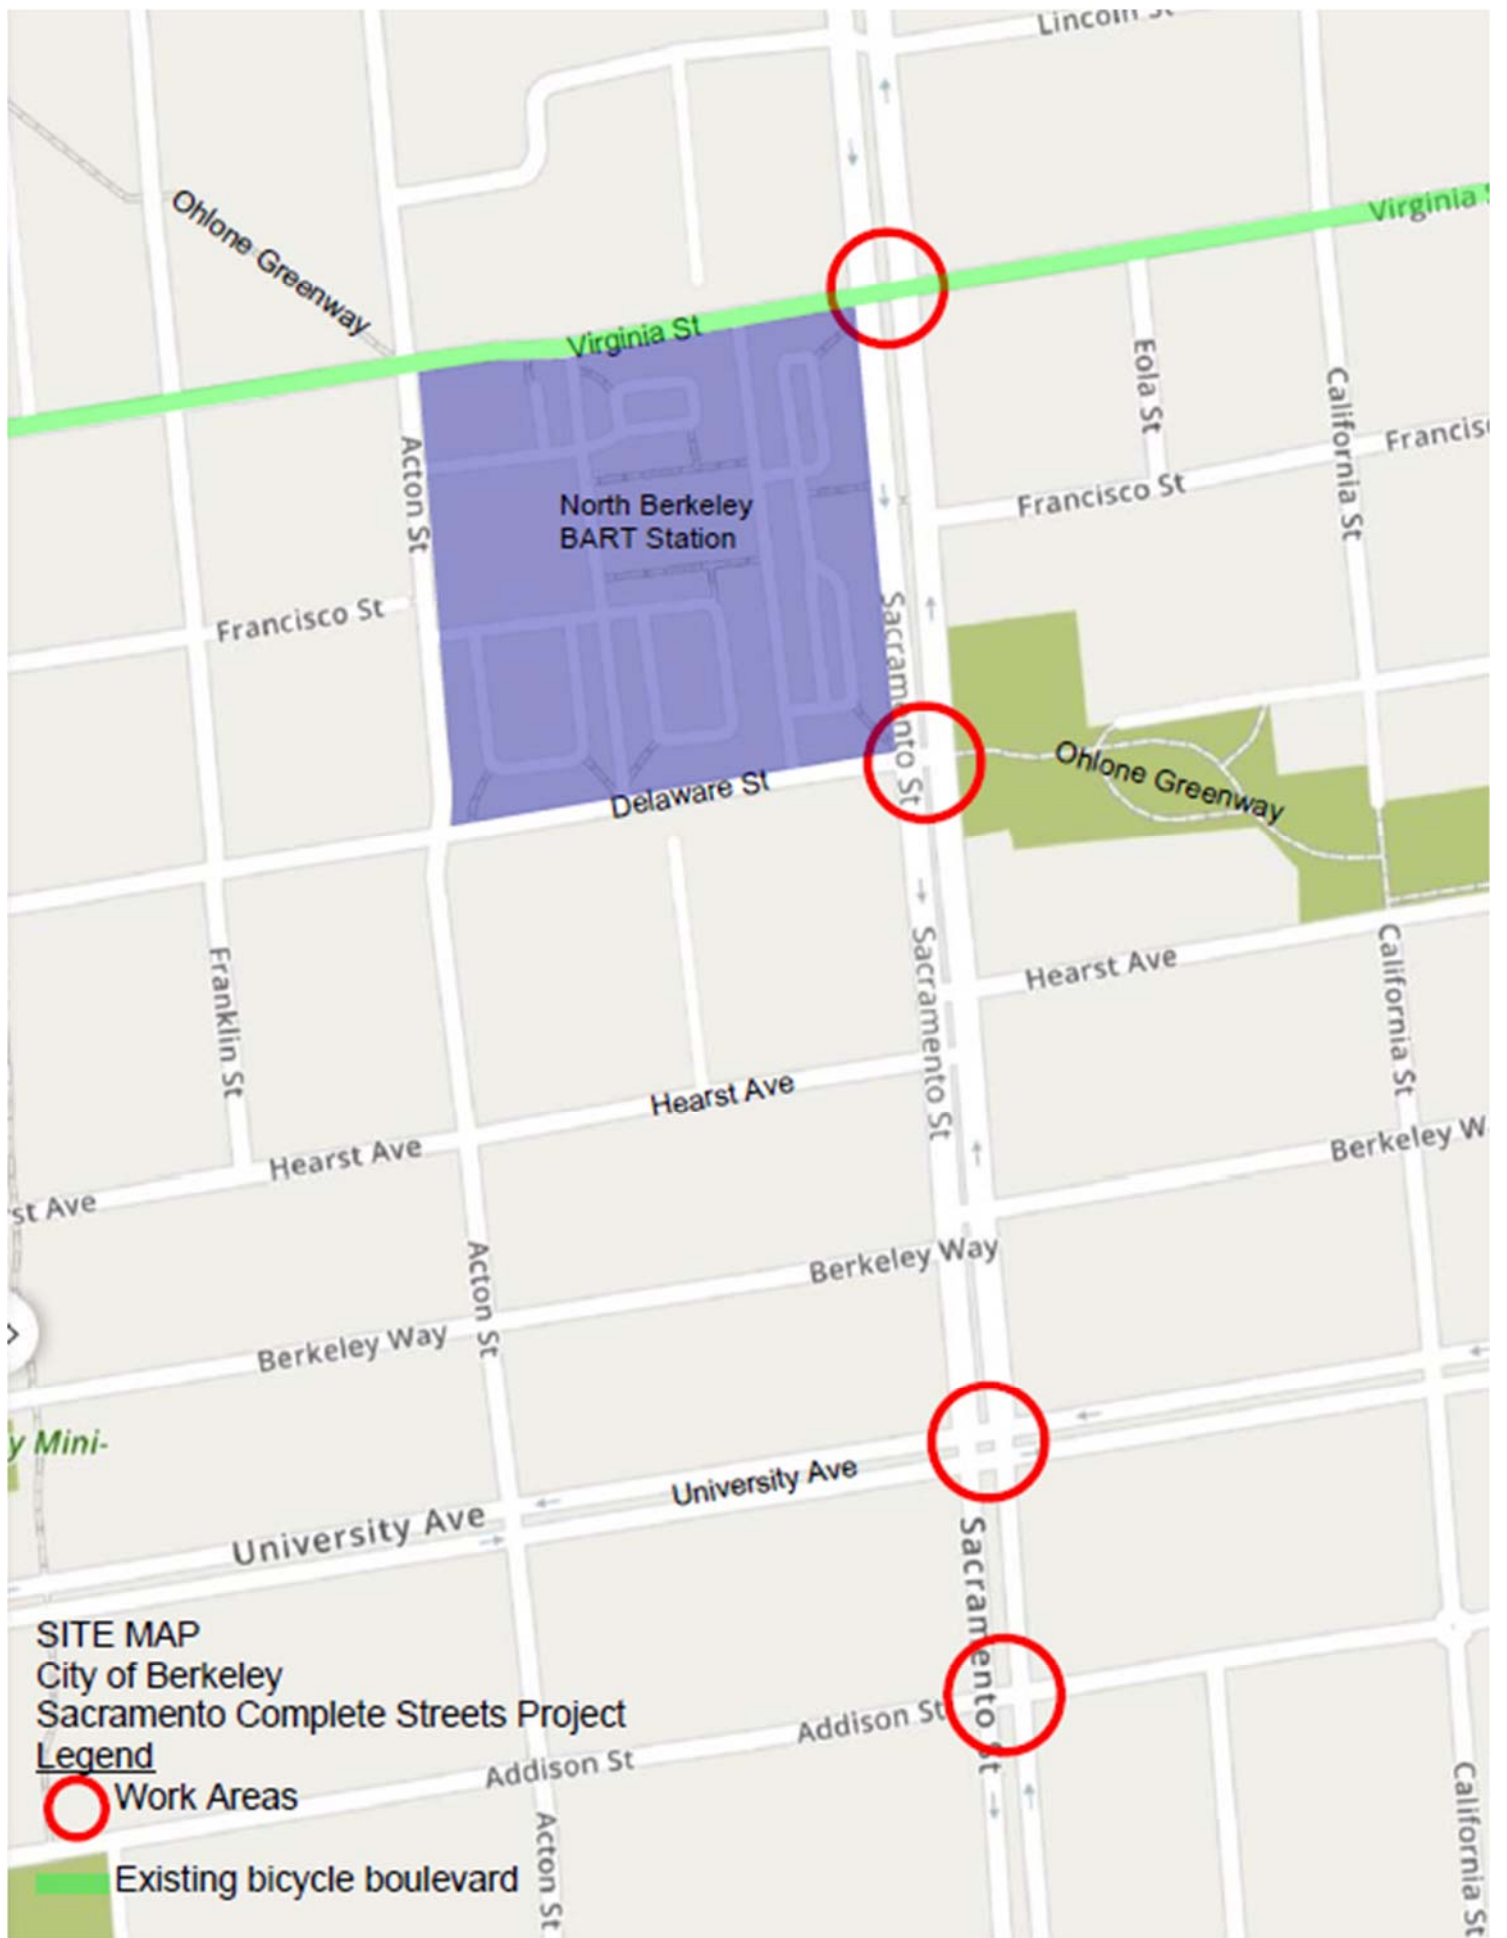 Lincoln St
Virginia
Ohlone Greenway
Virginia St
Eola St
California St
Francis
Acton St
Francisco St
North Berkeley
BART Station
Francisco St
Sacramento St
Ohlone Greenway
Delaware St
Franklin St
Sacramento St
Hearst Ave
California St
Hearst Ave
Hearst Ave
st Ave
Berkeley W
Berkeley Way
Acton St
Berkeley Way
y Mini-
University Ave
University Ave
Sacramento St
Addison St
Addison St
Acton St
California St
SITE MAP
City of Berkeley
Sacramento Complete Streets Project
Legend
Work Areas
Existing bicycle boulevard